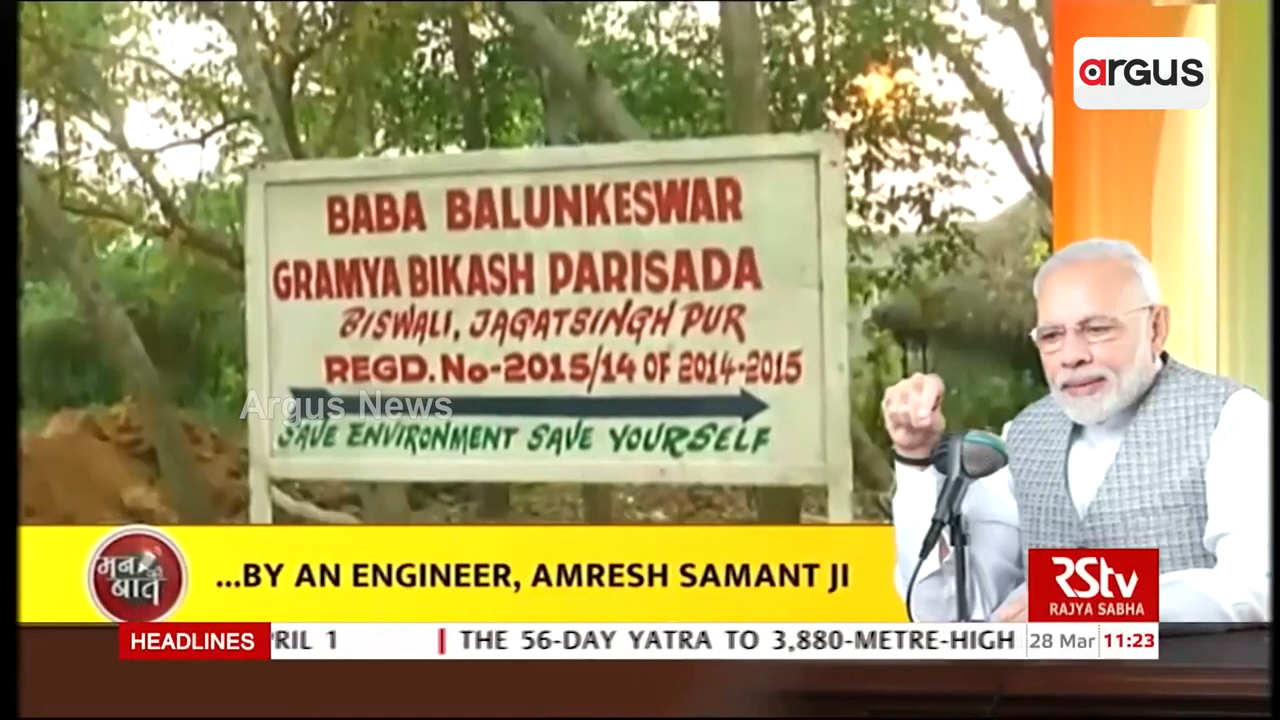 argus
BABA BALUNKESWAR
GRAMYA BIKASH PARISADA
BISWALI, JAGATSINGHPUR
REGD. No-2015/14 OF 2014-2015
Argus News
SAVE ENVIRONMENT SAVE YOURSELF
मन की बात
...BY AN ENGINEER, AMRESH SAMANT JI
RStv
RAJYA SABHA
HEADLINES PRIL 1 THE 56-DAY YATRA TO 3,880-METRE-HIGH 28 Mar 11:23